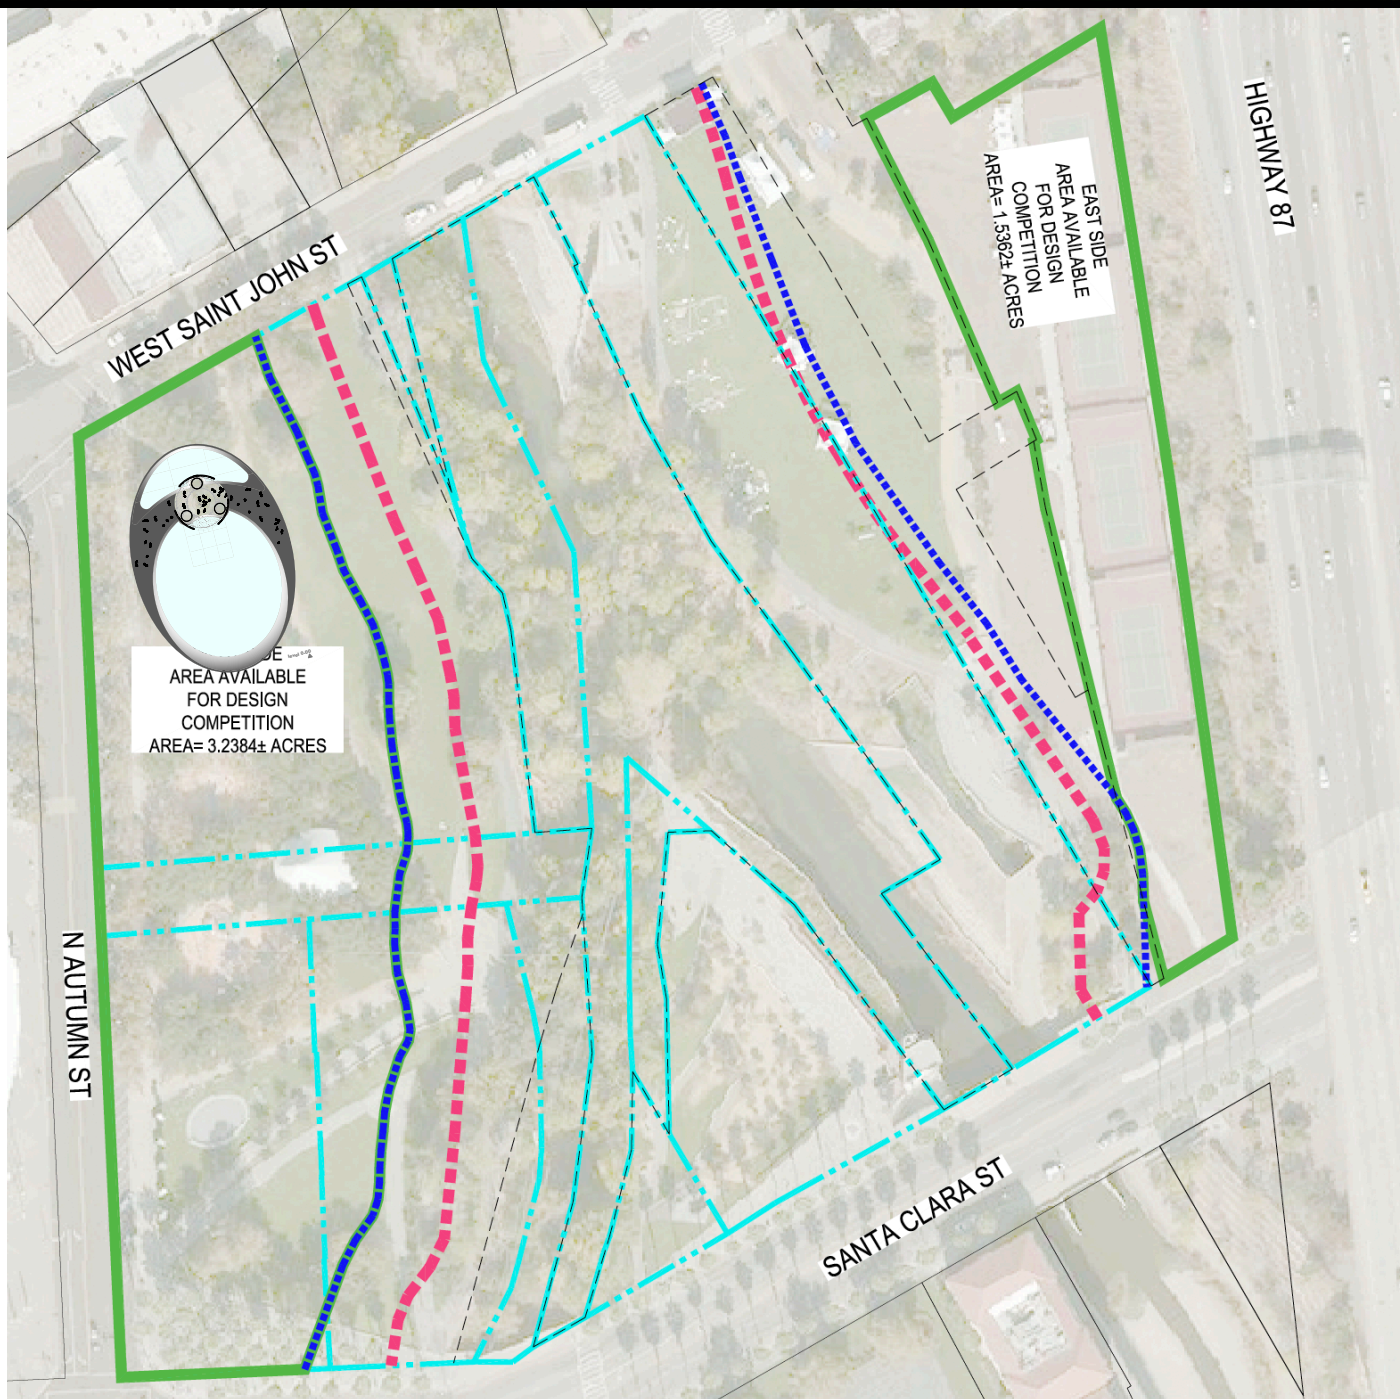 HIGHWAY 87
EAST SIDE
AREA AVAILABLE
FOR DESIGN
COMPETITION
AREA= 1.5362± ACRES
WEST SAINT JOHN ST
AREA AVAILABLE
FOR DESIGN
COMPETITION
AREA= 3.2384± ACRES
N AUTUMN ST
SANTA CLARA ST